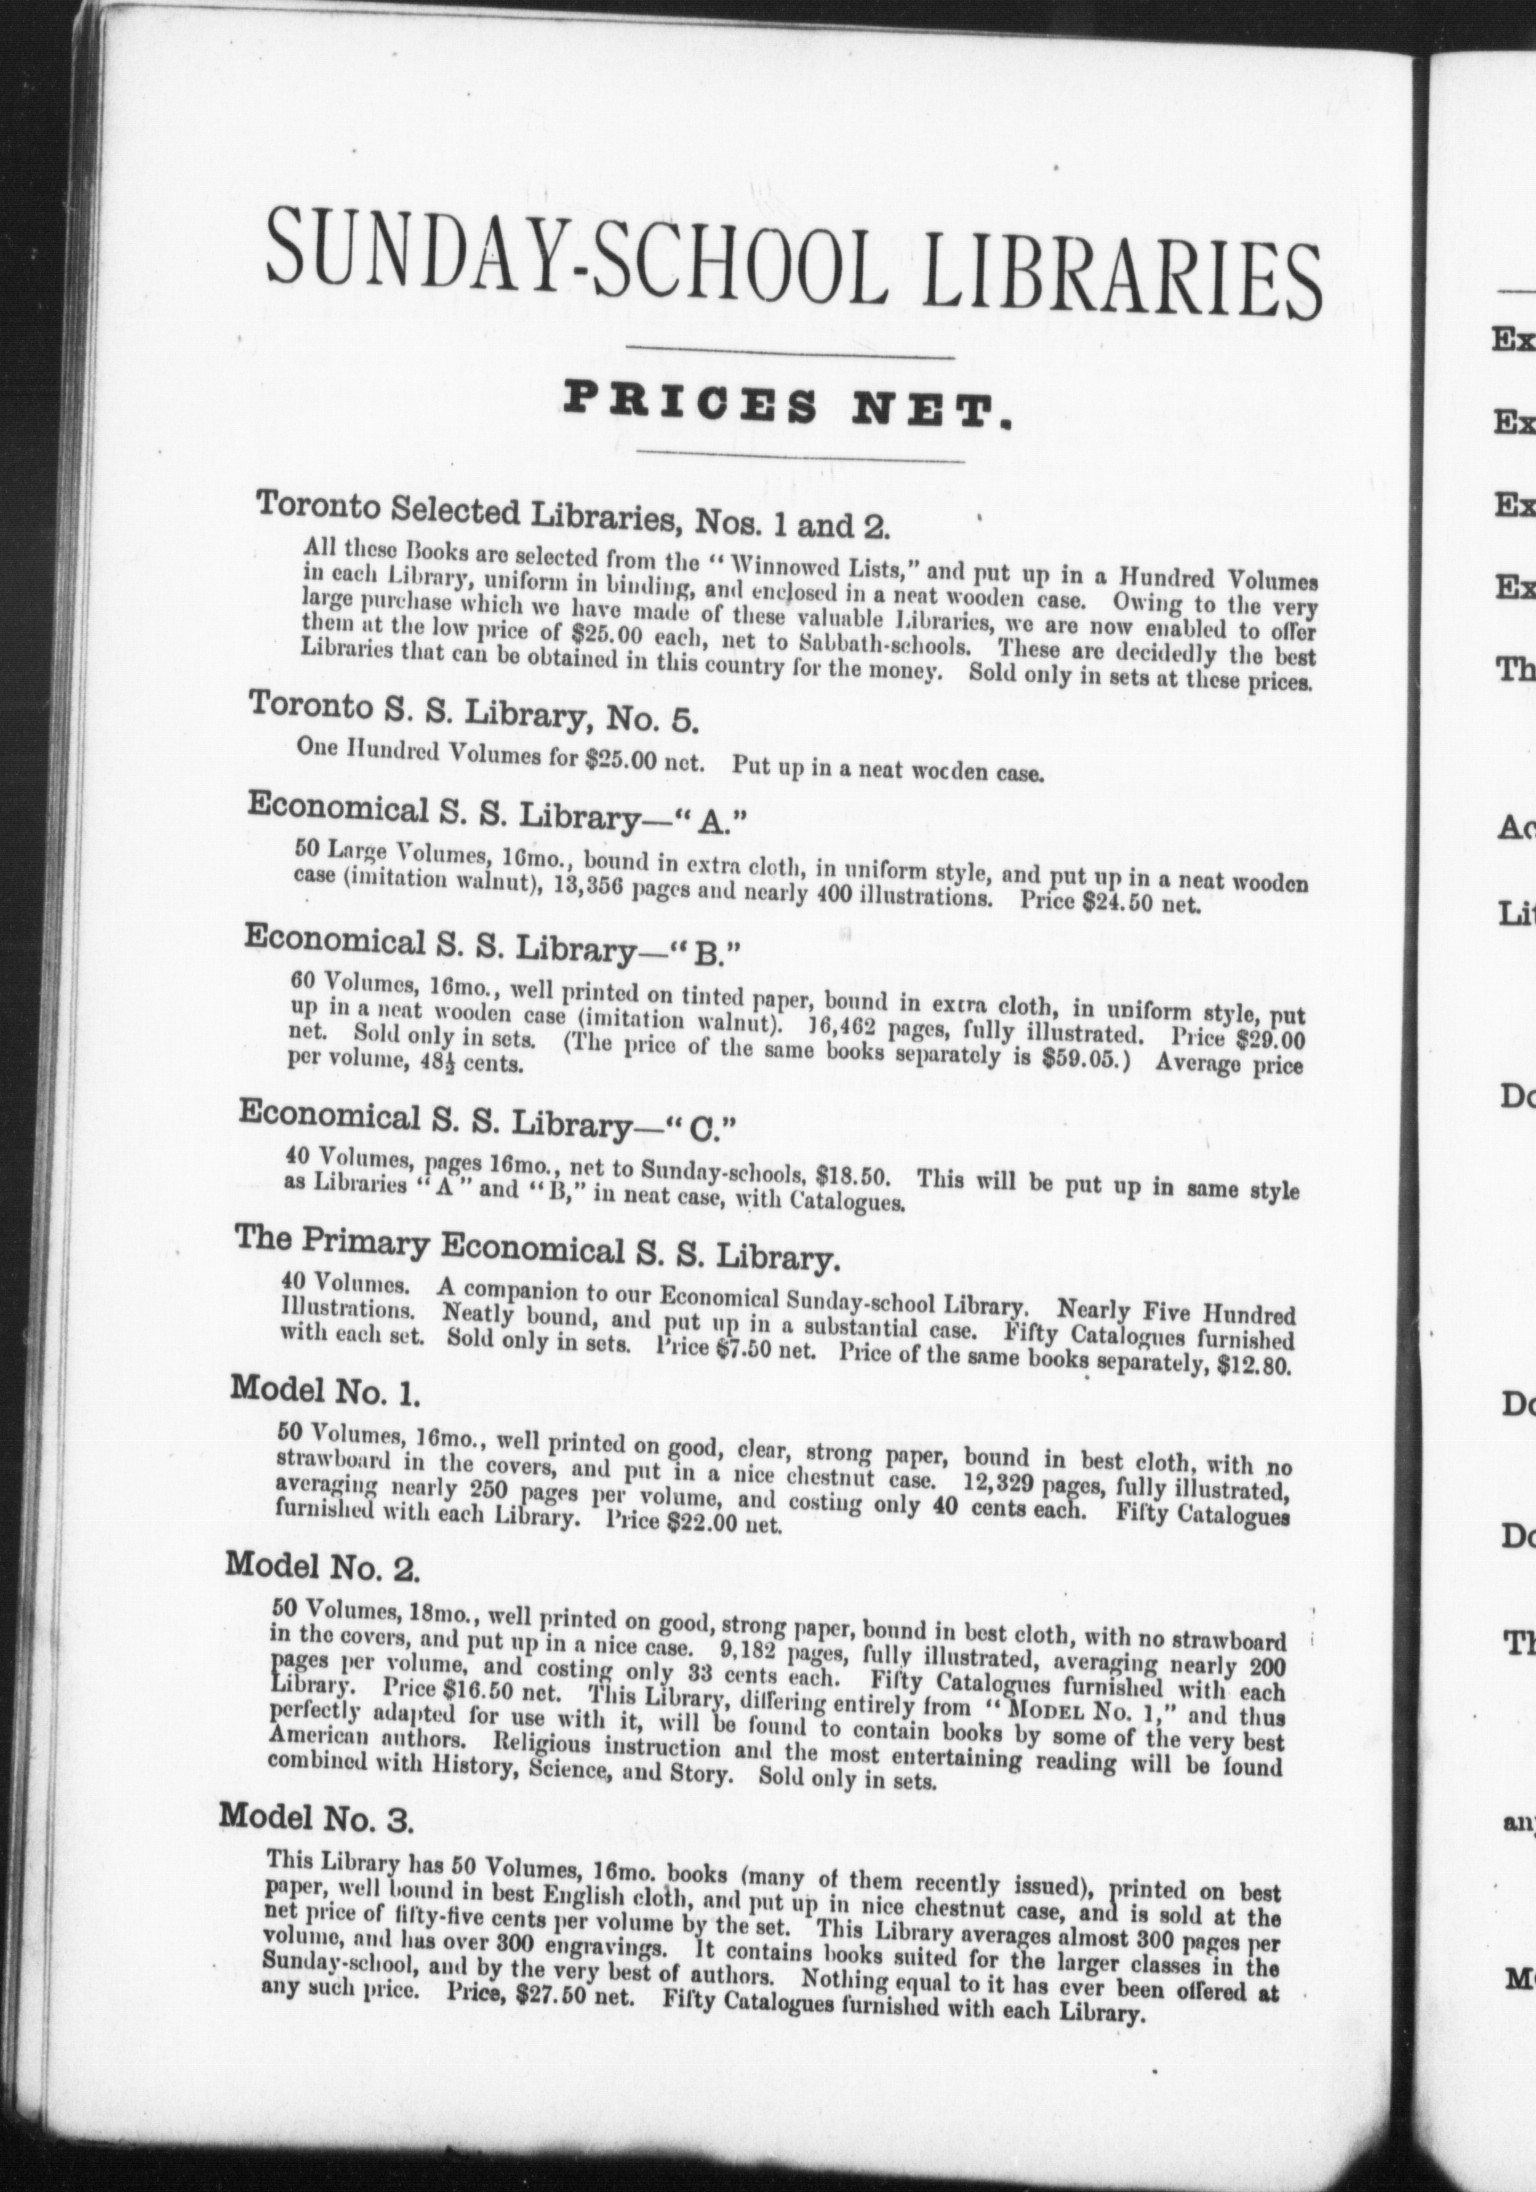 SUNDAY-SCHOOL LIBRARIES
PRICES NET.
Toronto Selected Libraries, Nos. 1 and 2.
All these Books are selected from the “Winnowed Lists,” and put up in a Hundred Volumes
in each Library, uniform in binding, and enclosed in a neat wooden case. Owing to the very
large purchase which we have made of these valuable Libraries, we are now enabled to offer
them at the low price of $25.00 each, net to Sabbath-schools. These are decidedly the best
Libraries that can be obtained in this country for the money. Sold only in sets at these prices.
Toronto S. S. Library, No. 5.
One Hundred Volumes for $25.00 net. Put up in a neat wooden case.
Economical S. S. Library—“A.”
50 Large Volumes, 16mo., bound in extra cloth, in uniform style, and put up in a neat wooden
case (imitation walnut), 13,356 pages and nearly 400 illustrations. Price $24.50 net.
Economical S. S. Library—“B.”
60 Volumes, 16mo., well printed on tinted paper, bound in extra cloth, in uniform style, put
up in a neat wooden case (imitation walnut). 16,462 pages, fully illustrated. Price $29.00
net. Sold only in sets. (The price of the same books separately is $59.05.) Average price
per volume, 48½ cents.
Economical S. S. Library—“C.”
40 Volumes, pages 16mo., net to Sunday-schools, $18.50. This will be put up in same style
as Libraries “A” and “B,” in neat case, with Catalogues.
The Primary Economical S. S. Library.
40 Volumes. A companion to our Economical Sunday-school Library. Nearly Five Hundred
Illustrations. Neatly bound, and put up in a substantial case. Fifty Catalogues furnished
with each set. Sold only in sets. Price $7.50 net. Price of the same books separately, $12.80.
Model No. 1.
50 Volumes, 16mo., well printed on good, clear, strong paper, bound in best cloth, with no
strawboard in the covers, and put in a nice chestnut case. 12,329 pages, fully illustrated,
averaging nearly 250 pages per volume, and costing only 40 cents each. Fifty Catalogues
furnished with each Library. Price $22.00 net.
Model No. 2.
50 Volumes, 18mo., well printed on good, strong paper, bound in best cloth, with no strawboard
in the covers, and put up in a nice case. 9,182 pages, fully illustrated, averaging nearly 200
pages per volume, and costing only 33 cents each. Fifty Catalogues furnished with each
Library. Price $16.50 net. This Library, differing entirely from “MODEL No. 1,” and thus
perfectly adapted for use with it, will be found to contain books by some of the very best
American authors. Religious instruction and the most entertaining reading will be found
combined with History, Science, and Story. Sold only in sets.
Model No. 3.
This Library has 50 Volumes, 16mo. books (many of them recently issued), printed on best
paper, well bound in best English cloth, and put up in nice chestnut case, and is sold at the
net price of fifty-five cents per volume by the set. This Library averages almost 300 pages per
volume, and has over 300 engravings. It contains books suited for the larger classes in the
Sunday-school, and by the very best of authors. Nothing equal to it has ever been offered at
any such price. Price, $27.50 net. Fifty Catalogues furnished with each Library.
Ex
Ex
Ex
Ex
Th
Ac
Lit
Do
Do
Do
Th
any